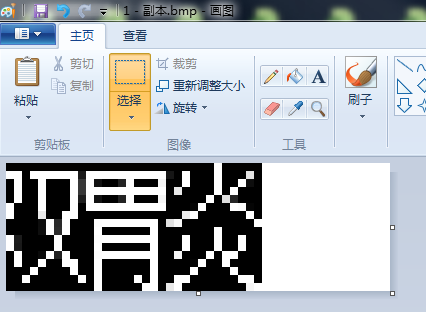 1 - 副本.bmp - 画图
主页 查看
粘贴 剪切 复制 选择 裁剪 重新调整大小 旋转 A 刷子
剪贴板 图像 工具